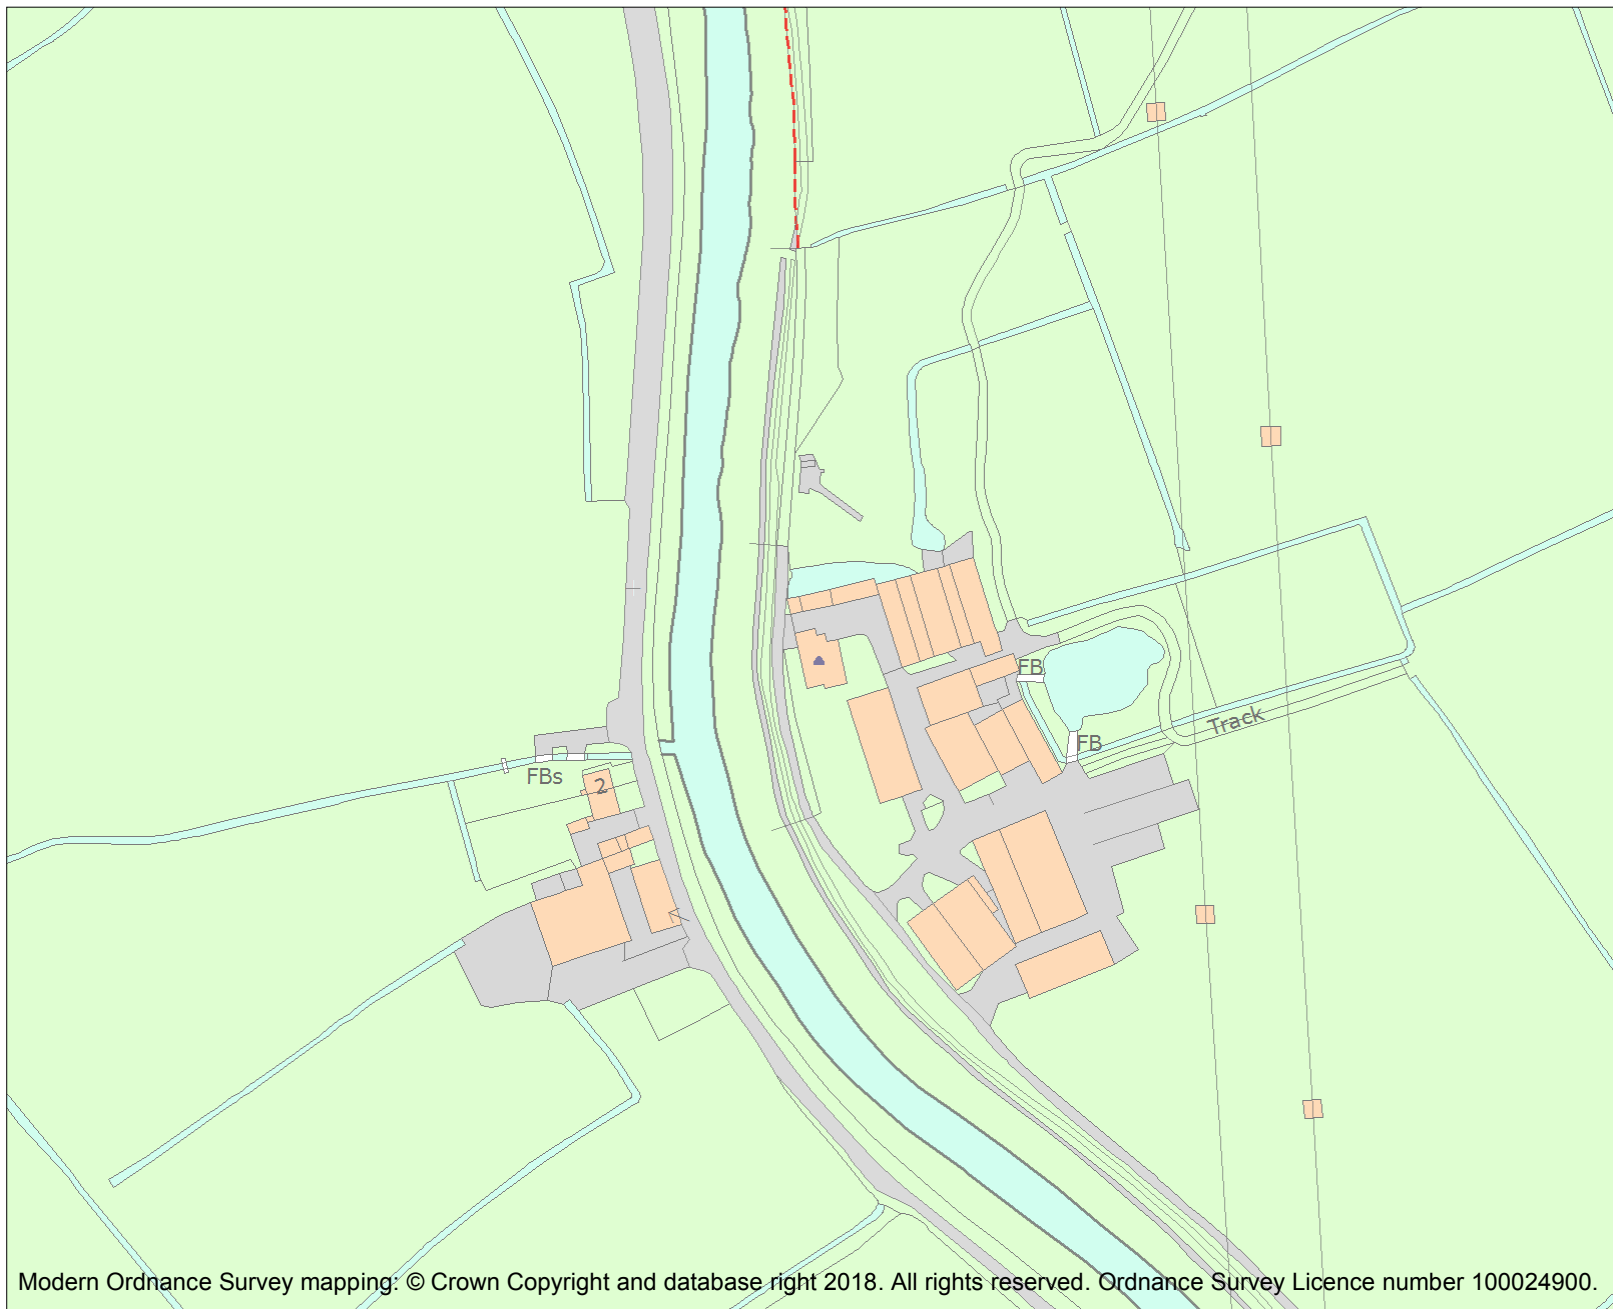 FB
Track
FB
FBs
2
Modern Ordnance Survey mapping: © Crown Copyright and database right 2018. All rights reserved. Ordnance Survey Licence number 100024900.